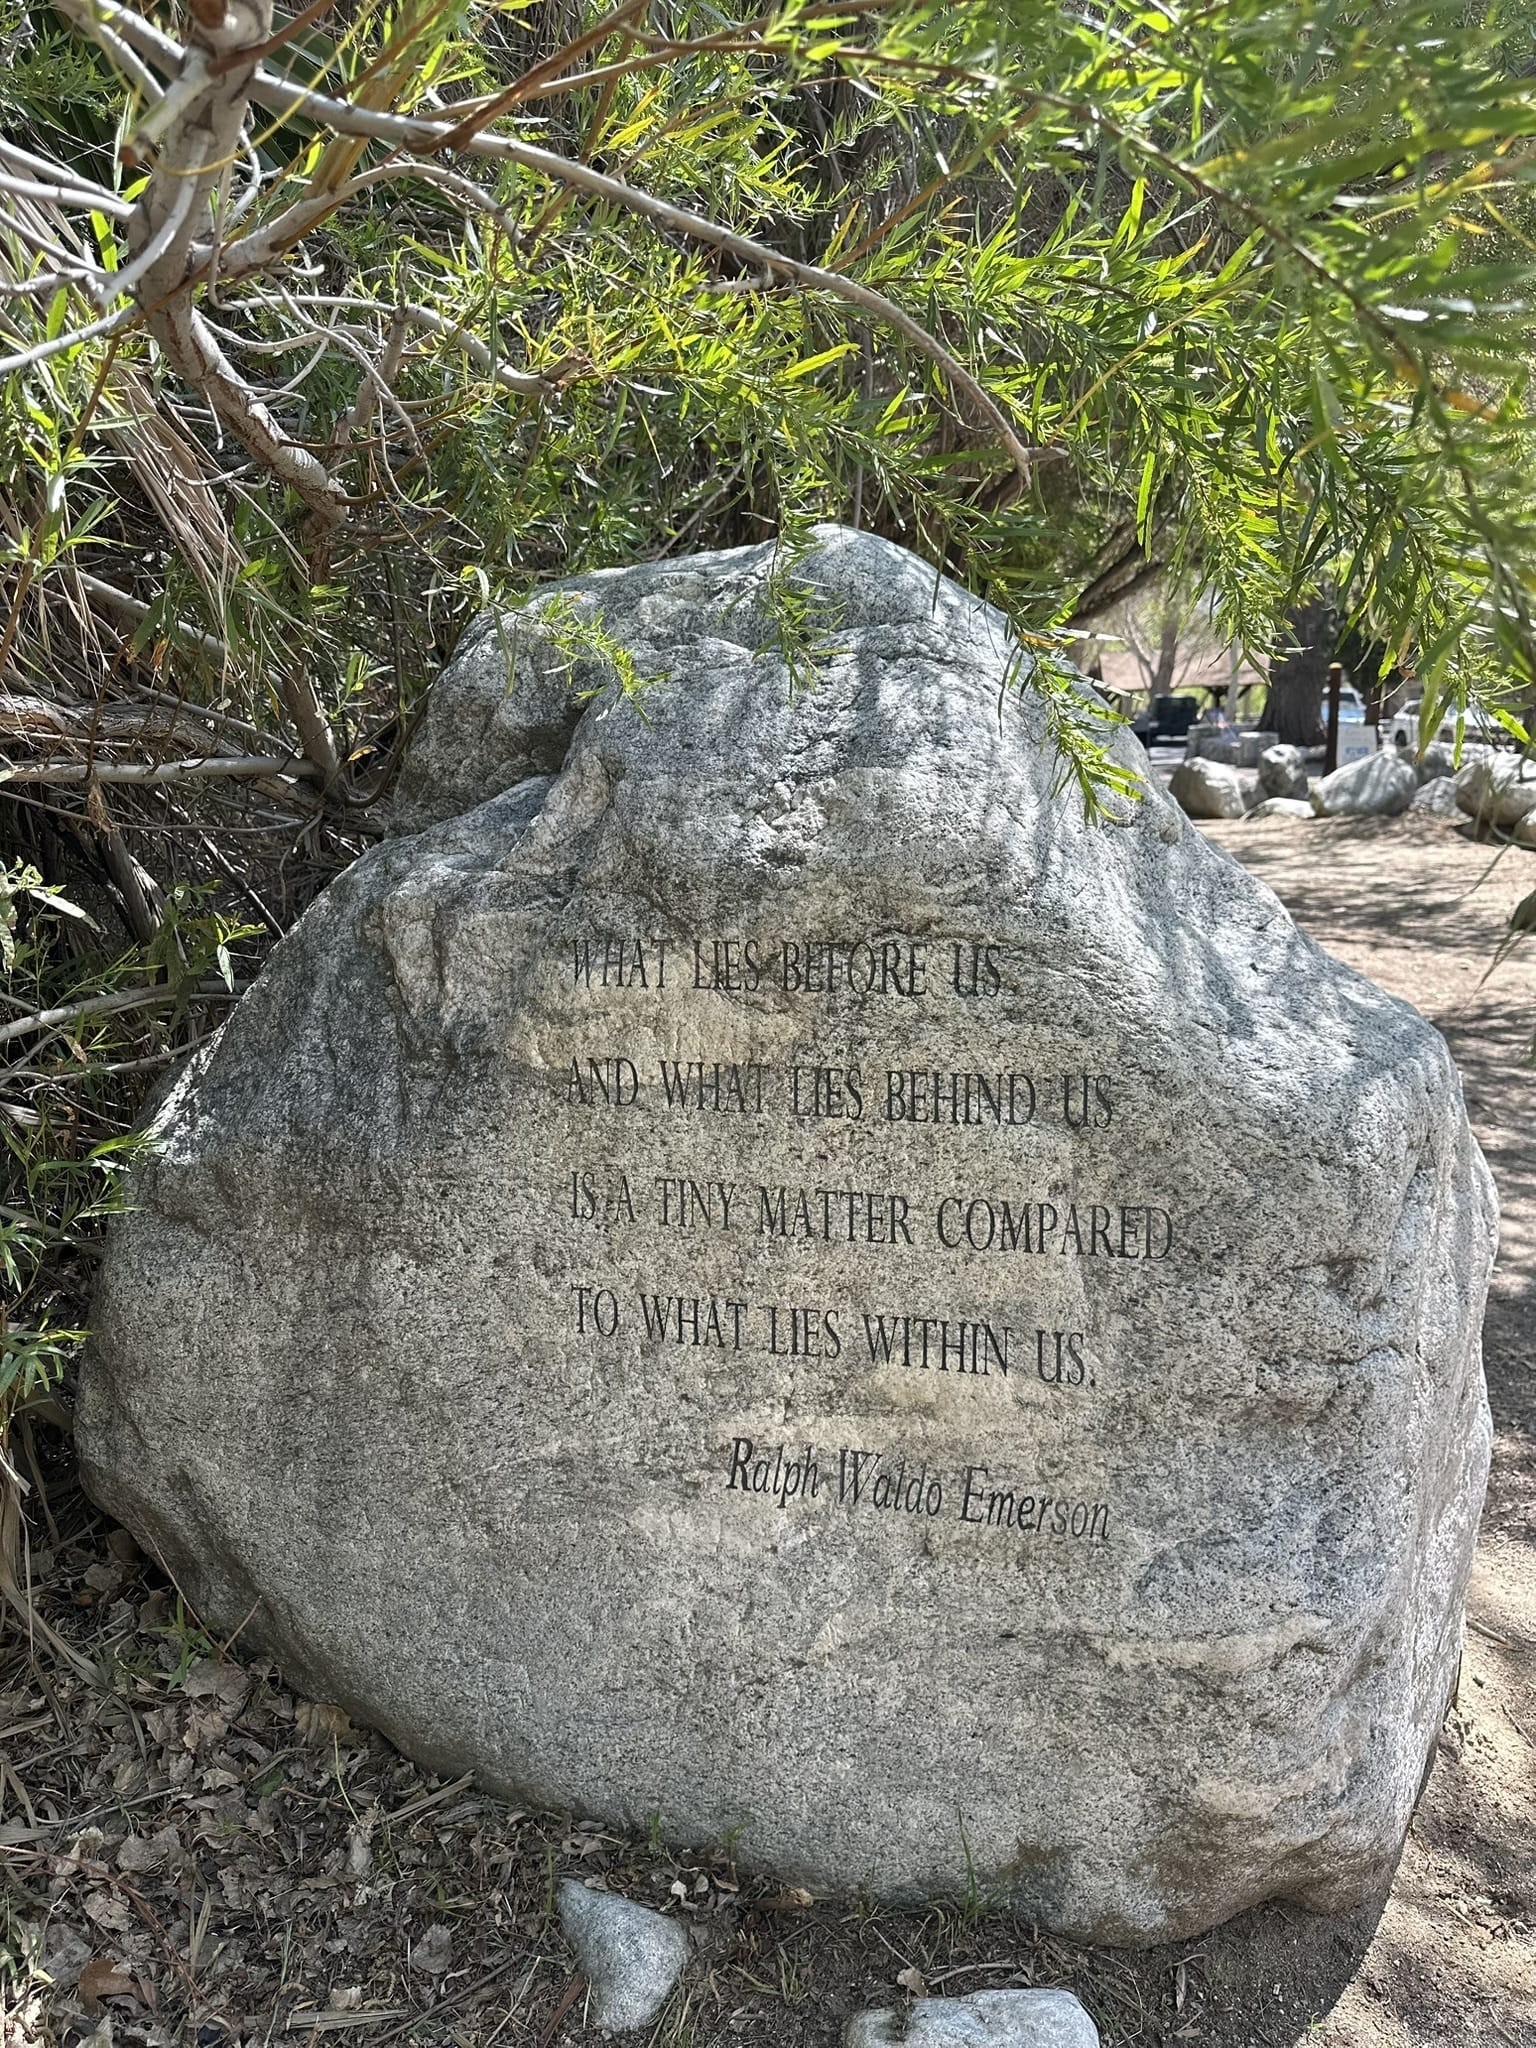 WHAT LIES BEFORE US
AND WHAT LIES BEHIND US
IS A TINY MATTER COMPARED
TO WHAT LIES WITHIN US.
Ralph Waldo Emerson